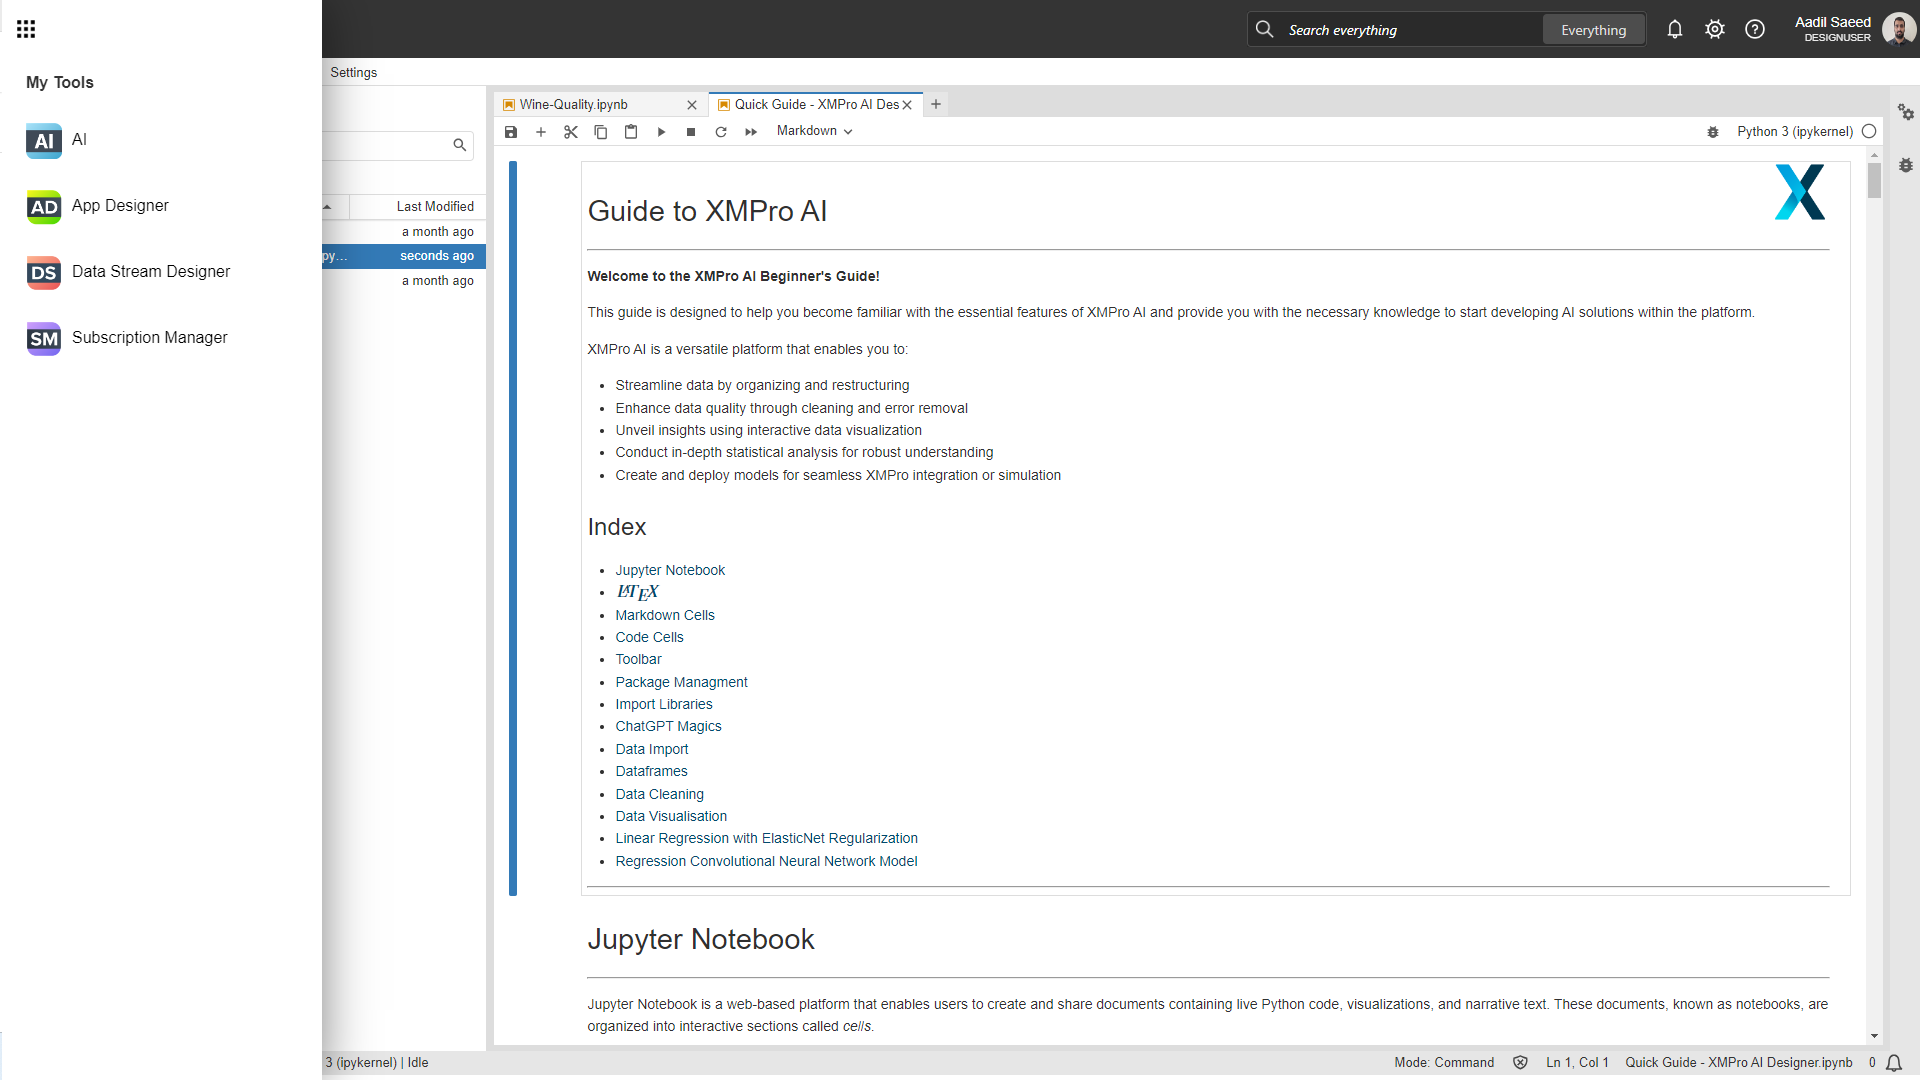 Search everything
Everything
Aadil Saeed
DESIGNUSER
My Tools
AI AI
AD App Designer
DS Data Stream Designer
SM Subscription Manager
Settings
Last Modified
a month ago
py… seconds ago
a month ago
Wine-Quality.ipynb
Quick Guide - XMPro AI Des
Markdown
Python 3 (ipykernel)
Guide to XMPro AI
Welcome to the XMPro AI Beginner's Guide!
This guide is designed to help you become familiar with the essential features of XMPro AI and provide you with the necessary knowledge to start developing AI solutions within the platform.
XMPro AI is a versatile platform that enables you to:
• Streamline data by organizing and restructuring
• Enhance data quality through cleaning and error removal
• Unveil insights using interactive data visualization
• Conduct in-depth statistical analysis for robust understanding
• Create and deploy models for seamless XMPro integration or simulation
Index
• Jupyter Notebook
• LATEX
• Markdown Cells
• Code Cells
• Toolbar
• Package Managment
• Import Libraries
• ChatGPT Magics
• Data Import
• Dataframes
• Data Cleaning
• Data Visualisation
• Linear Regression with ElasticNet Regularization
• Regression Convolutional Neural Network Model
Jupyter Notebook
Jupyter Notebook is a web-based platform that enables users to create and share documents containing live Python code, visualizations, and narrative text. These documents, known as notebooks, are
organized into interactive sections called cells.
3 (ipykernel) | Idle
Mode: Command
Ln 1, Col 1
Quick Guide - XMPro AI Designer.ipynb
0